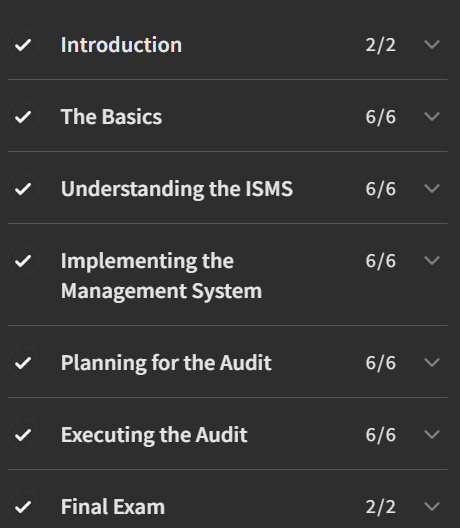 Introduction 2/2
The Basics 6/6
Understanding the ISMS 6/6
Implementing the 6/6
Management System
Planning for the Audit 6/6
Executing the Audit 6/6
Final Exam 2/2